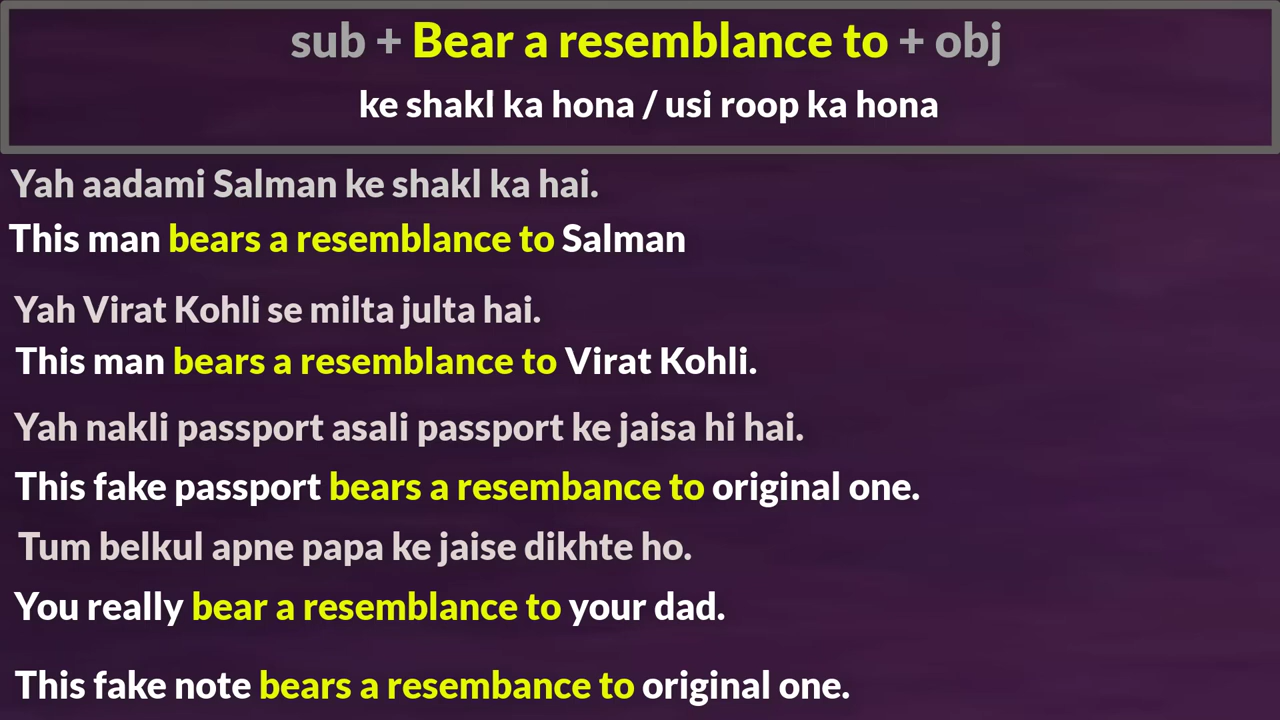 sub + Bear a resemblance to + obj
ke shakl ka hona / usi roop ka hona
Yah aadami Salman ke shakl ka hai.
This man bears a resemblance to Salman
Yah Virat Kohli se milta julta hai.
This man bears a resemblance to Virat Kohli.
Yah nakli passport asali passport ke jaisa hi hai.
This fake passport bears a resembance to original one.
Tum belkul apne papa ke jaise dikhte ho.
You really bear a resemblance to your dad.
This fake note bears a resembance to original one.